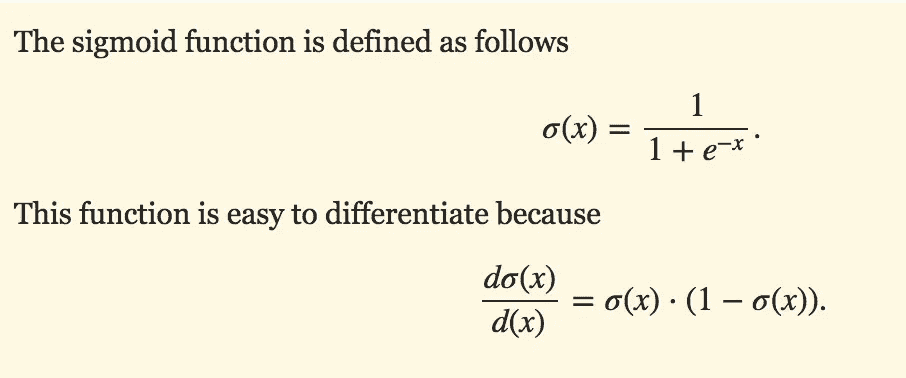 The sigmoid function is defined as follows
σ(x) = 1 / (1 + e^{−x}).
This function is easy to differentiate because
dσ(x) / d(x) = σ(x) · (1 − σ(x)).